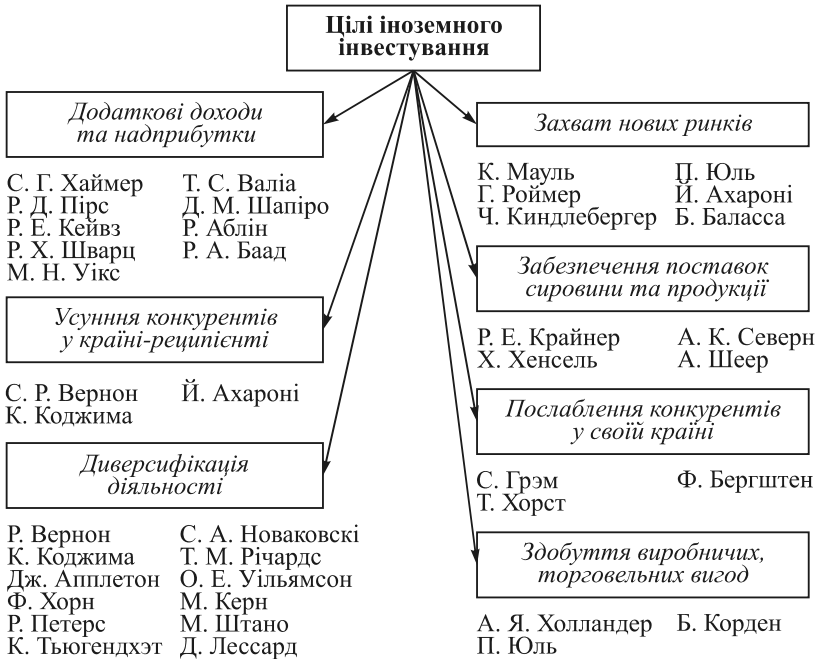 Цілі іноземного
інвестування
Додаткові доходи
та надприбутки
С. Г. Хаймер Т. С. Валіа
Р. Д. Пірс Д. М. Шапіро
Р. Е. Кейвз Р. Аблін
Р. Х. Шварц Р. А. Баад
М. Н. Уікс
Усунння конкурентів
у країні-реципієнті
С. Р. Вернон Й. Ахароні
К. Коджима
Диверсифікація
діяльності
Р. Вернон С. А. Новаковскі
К. Коджима Т. М. Річардс
Дж. Апплетон О. Е. Уільямсон
Ф. Хорн М. Керн
Р. Петерс М. Штано
К. Тьюгендхэт Д. Лессард
Захват нових ринків
К. Мауль П. Юль
Г. Роймер Й. Ахароні
Ч. Киндлебергер Б. Баласса
Забезпечення поставок
сировини та продукції
Р. Е. Крайнер А. К. Северн
Х. Хенсель А. Шеер
Послаблення конкурентів
у своїй країні
С. Грэм Ф. Бергштен
Т. Хорст
Здобуття виробничих,
торговельних вигод
А. Я. Холландер Б. Корден
П. Юль